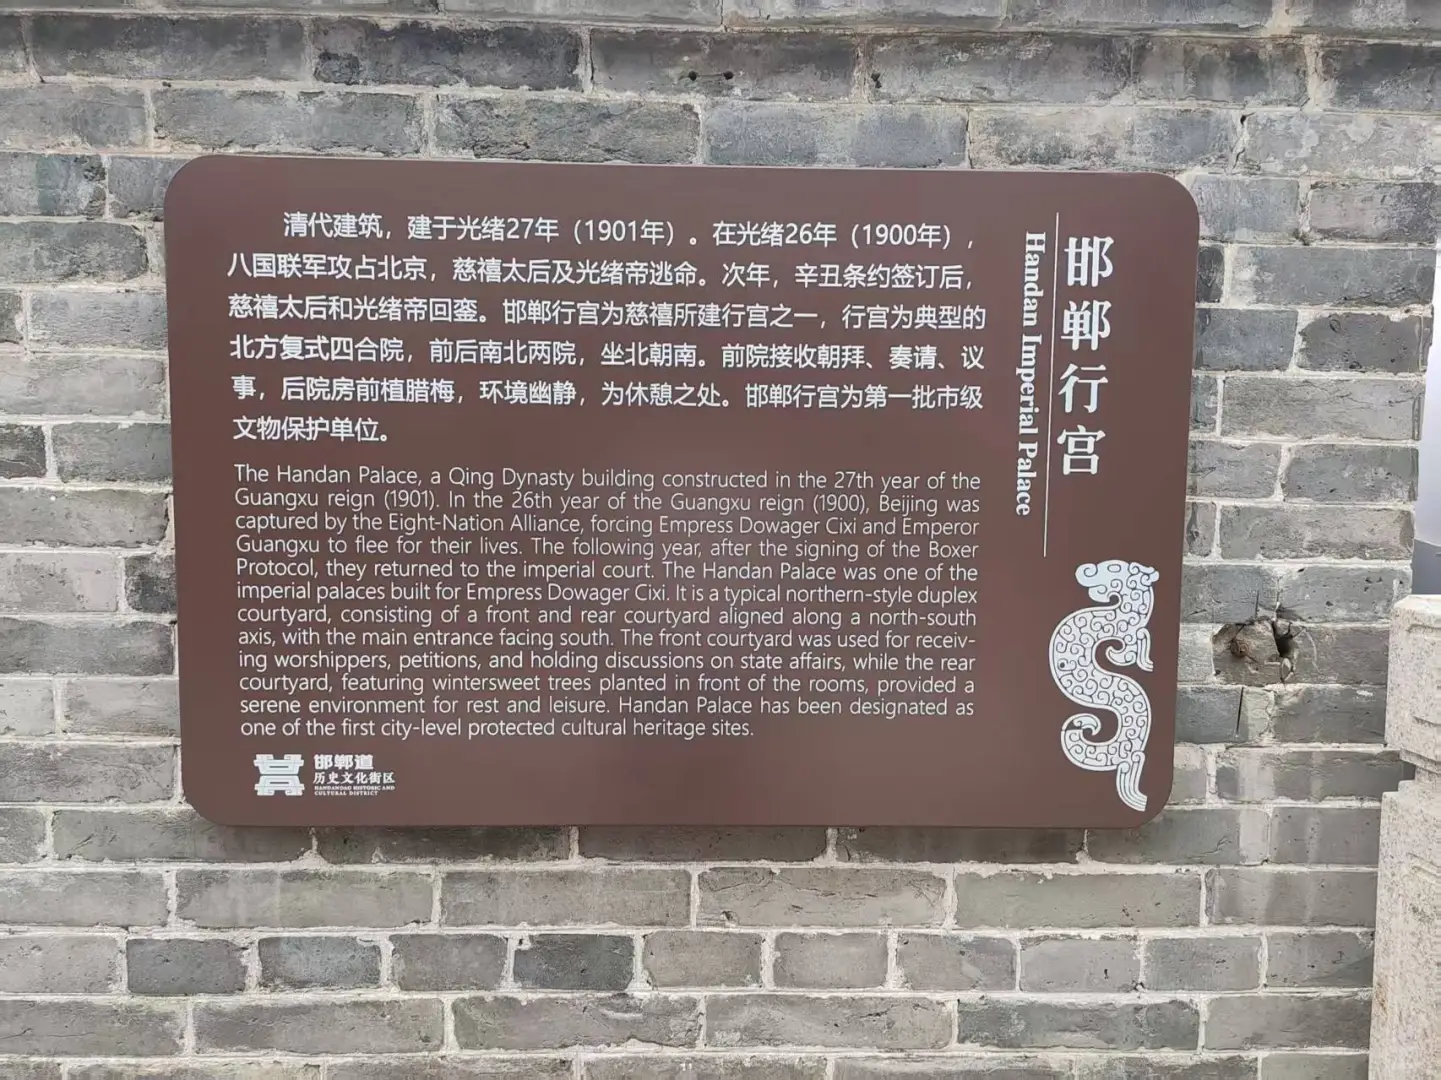 邯郸行宫
Handan Imperial Palace
清代建筑，建于光绪27年（1901年）。在光绪26年（1900年），
八国联军攻占北京，慈禧太后及光绪帝逃命。次年，辛丑条约签订后，
慈禧太后和光绪帝回銮。邯郸行宫为慈禧所建行宫之一，行宫为典型的
北方复式四合院，前后南北两院，坐北朝南。前院接收朝拜、奏请、议
事，后院房前植腊梅，环境幽静，为休憩之处。邯郸行宫为第一批市级
文物保护单位。
The Handan Palace, a Qing Dynasty building constructed in the 27th year of the
Guangxu reign (1901). In the 26th year of the Guangxu reign (1900), Beijing was
captured by the Eight-Nation Alliance, forcing Empress Dowager Cixi and Emperor
Guangxu to flee for their lives. The following year, after the signing of the Boxer
Protocol, they returned to the imperial court. The Handan Palace was one of the
imperial palaces built for Empress Dowager Cixi. It is a typical northern-style duplex
courtyard, consisting of a front and rear courtyard aligned along a north-south
axis, with the main entrance facing south. The front courtyard was used for receiv-
ing worshippers, petitions, and holding discussions on state affairs, while the rear
courtyard, featuring wintersweet trees planted in front of the rooms, provided a
serene environment for rest and leisure. Handan Palace has been designated as
one of the first city-level protected cultural heritage sites.
邯郸道
历史文化街区
HANDANDAO HISTORIC AND
CULTURAL DISTRICT